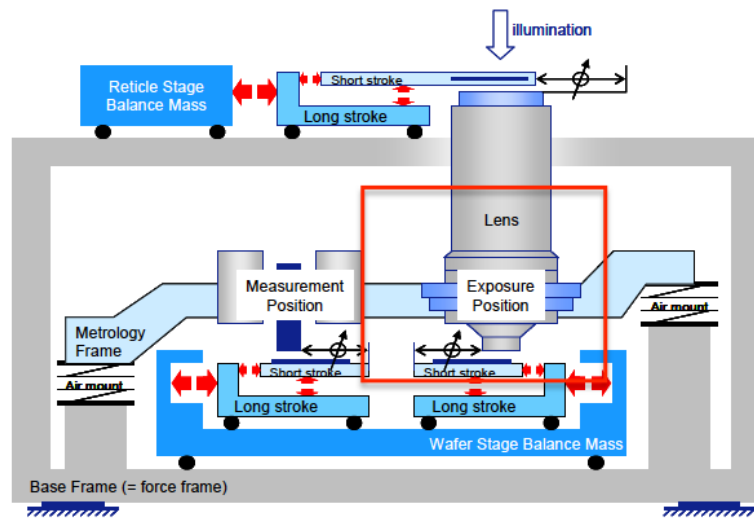 illumination
Short stroke
Reticle Stage
Balance Mass
Long stroke
Lens
Measurement
Position
Exposure
Position
Air mount
Metrology
Frame
Air mount
Short stroke
Short stroke
Long stroke
Long stroke
Wafer Stage Balance Mass
Base Frame (= force frame)